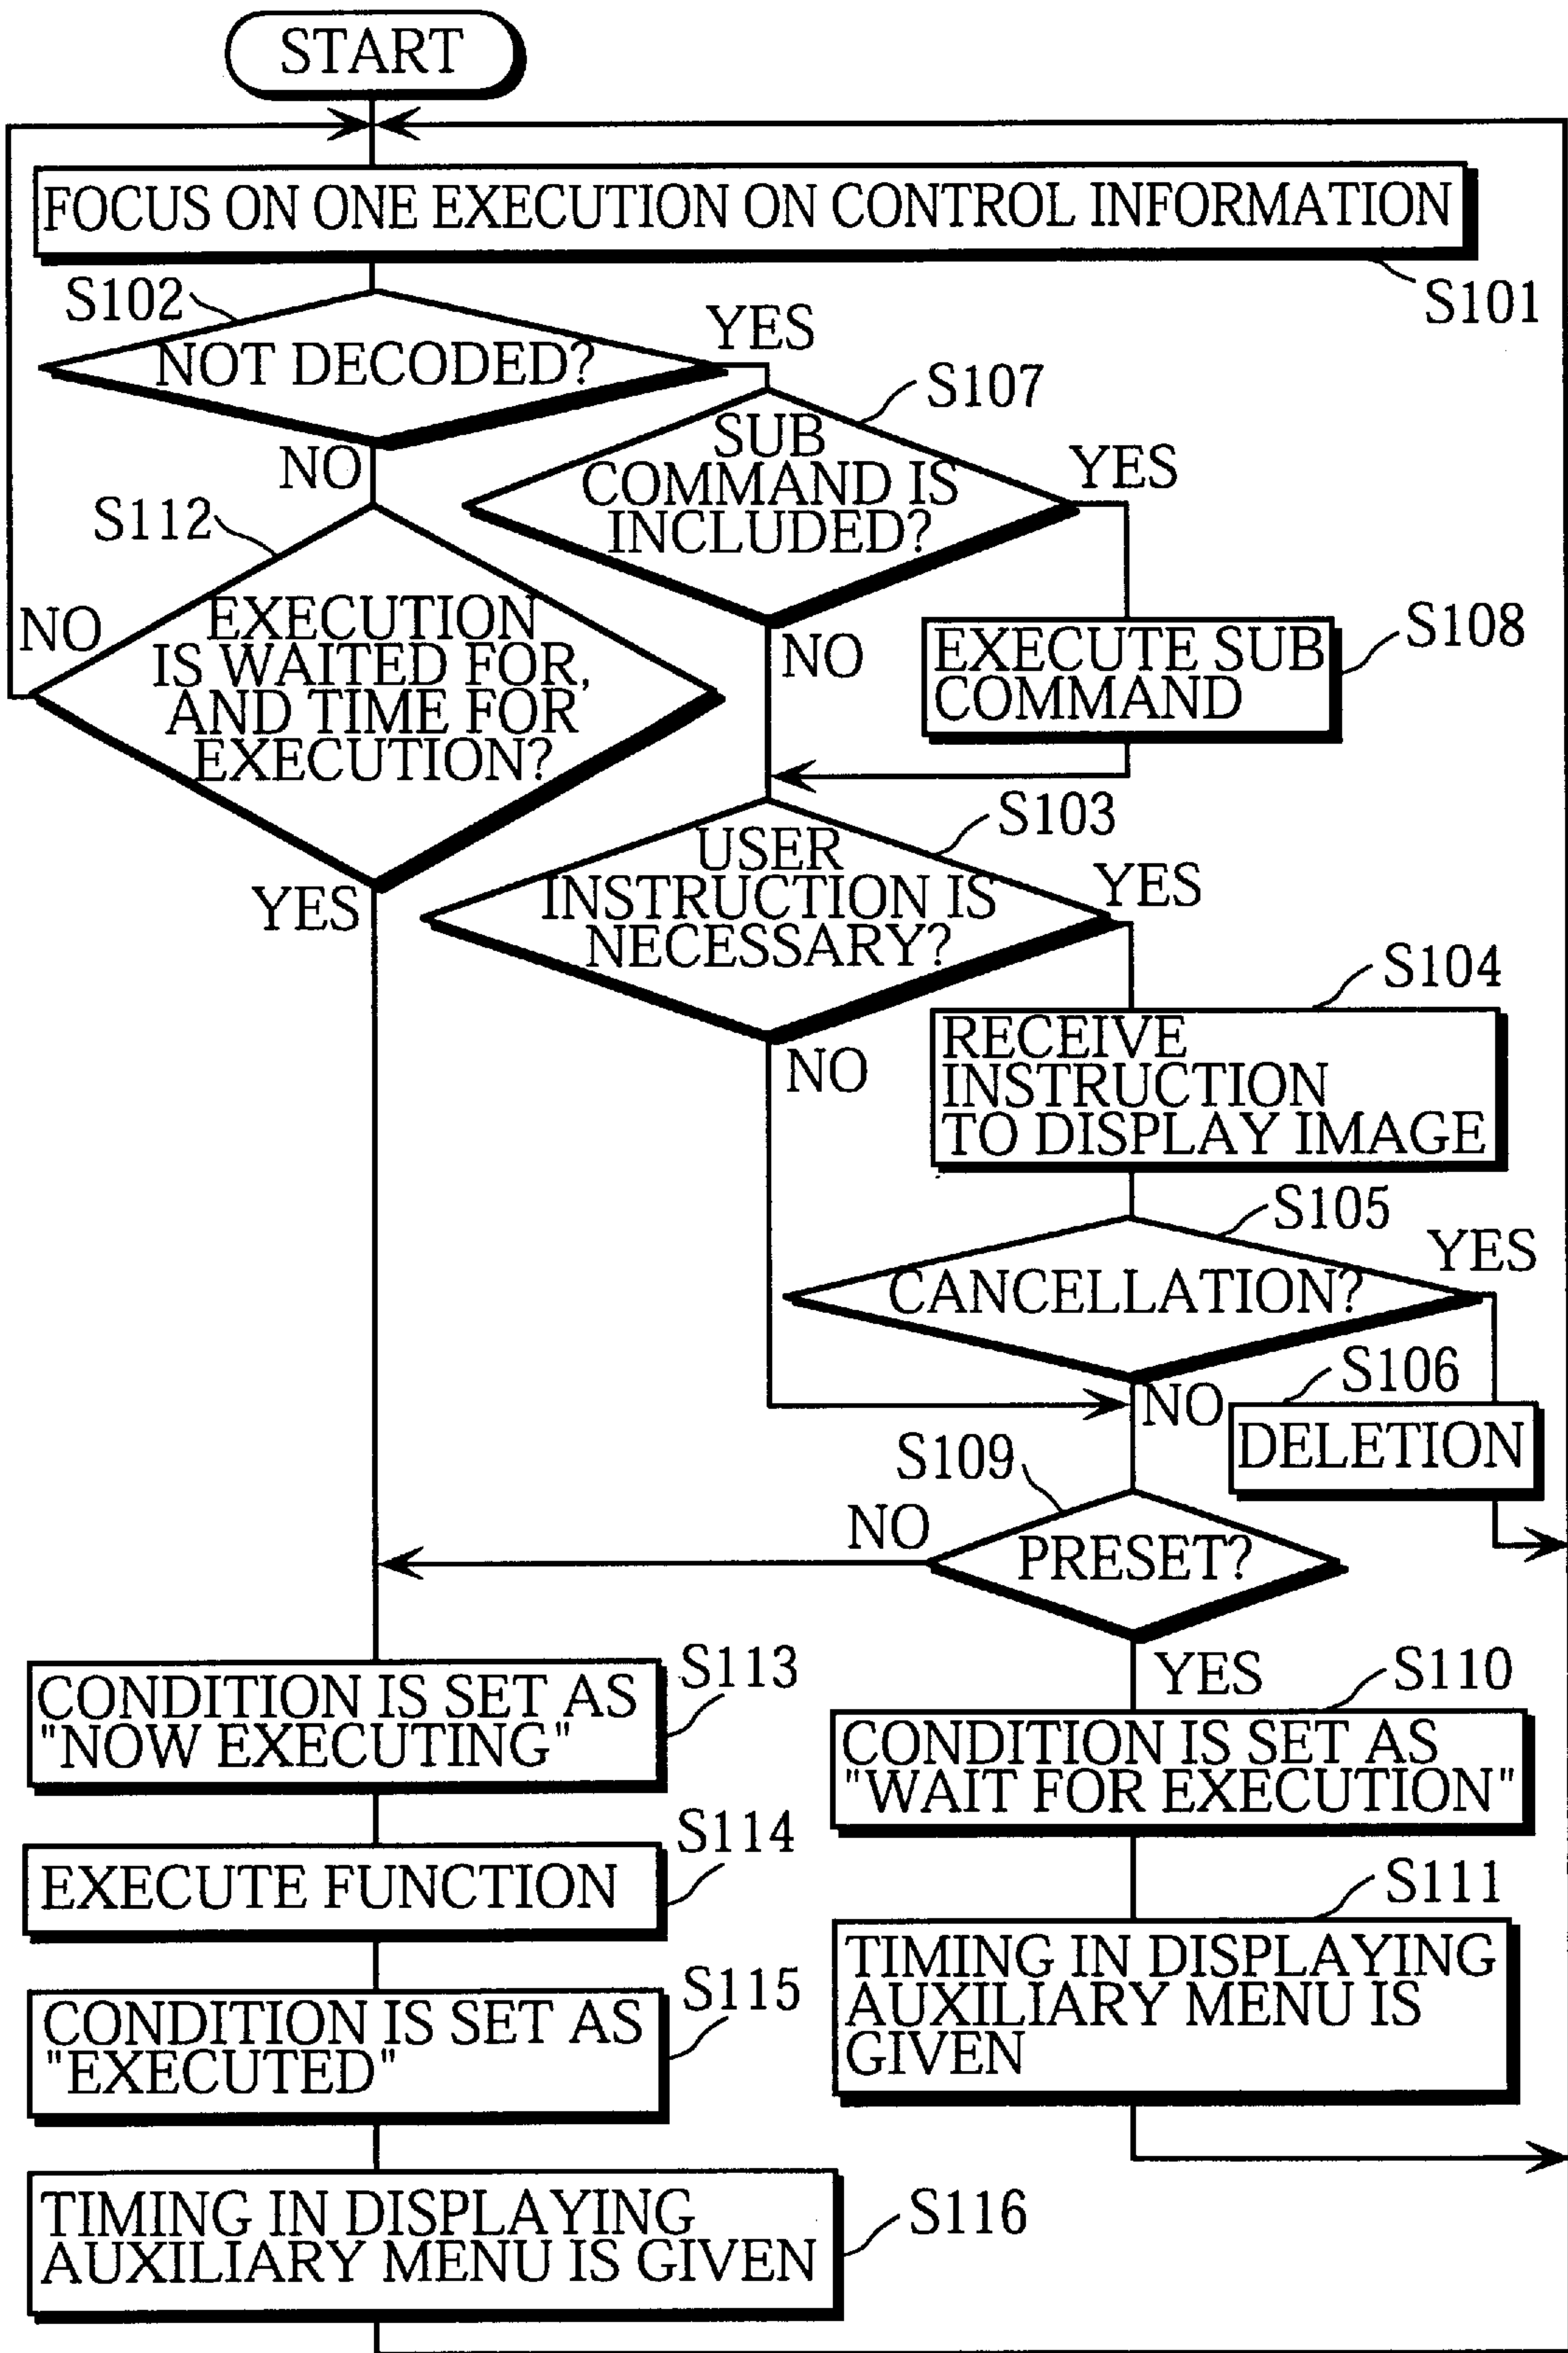 START
FOCUS ON ONE EXECUTION ON CONTROL INFORMATION
S101
S102
NOT DECODED?
YES
NO
S107
SUB
COMMAND IS
INCLUDED?
YES
NO
S112
EXECUTION
IS WAITED FOR,
AND TIME FOR
EXECUTION?
NO
YES
EXECUTE SUB
COMMAND
S108
S103
USER
INSTRUCTION IS
NECESSARY?
YES
NO
S104
RECEIVE
INSTRUCTION
TO DISPLAY IMAGE
S105
CANCELLATION?
YES
NO
S106
DELETION
S109
PRESET?
NO
YES
S113
CONDITION IS SET AS
"NOW EXECUTING"
S110
CONDITION IS SET AS
"WAIT FOR EXECUTION"
S114
EXECUTE FUNCTION
S111
TIMING IN DISPLAYING
AUXILIARY MENU IS
GIVEN
S115
CONDITION IS SET AS
"EXECUTED"
TIMING IN DISPLAYING
AUXILIARY MENU IS GIVEN
S116